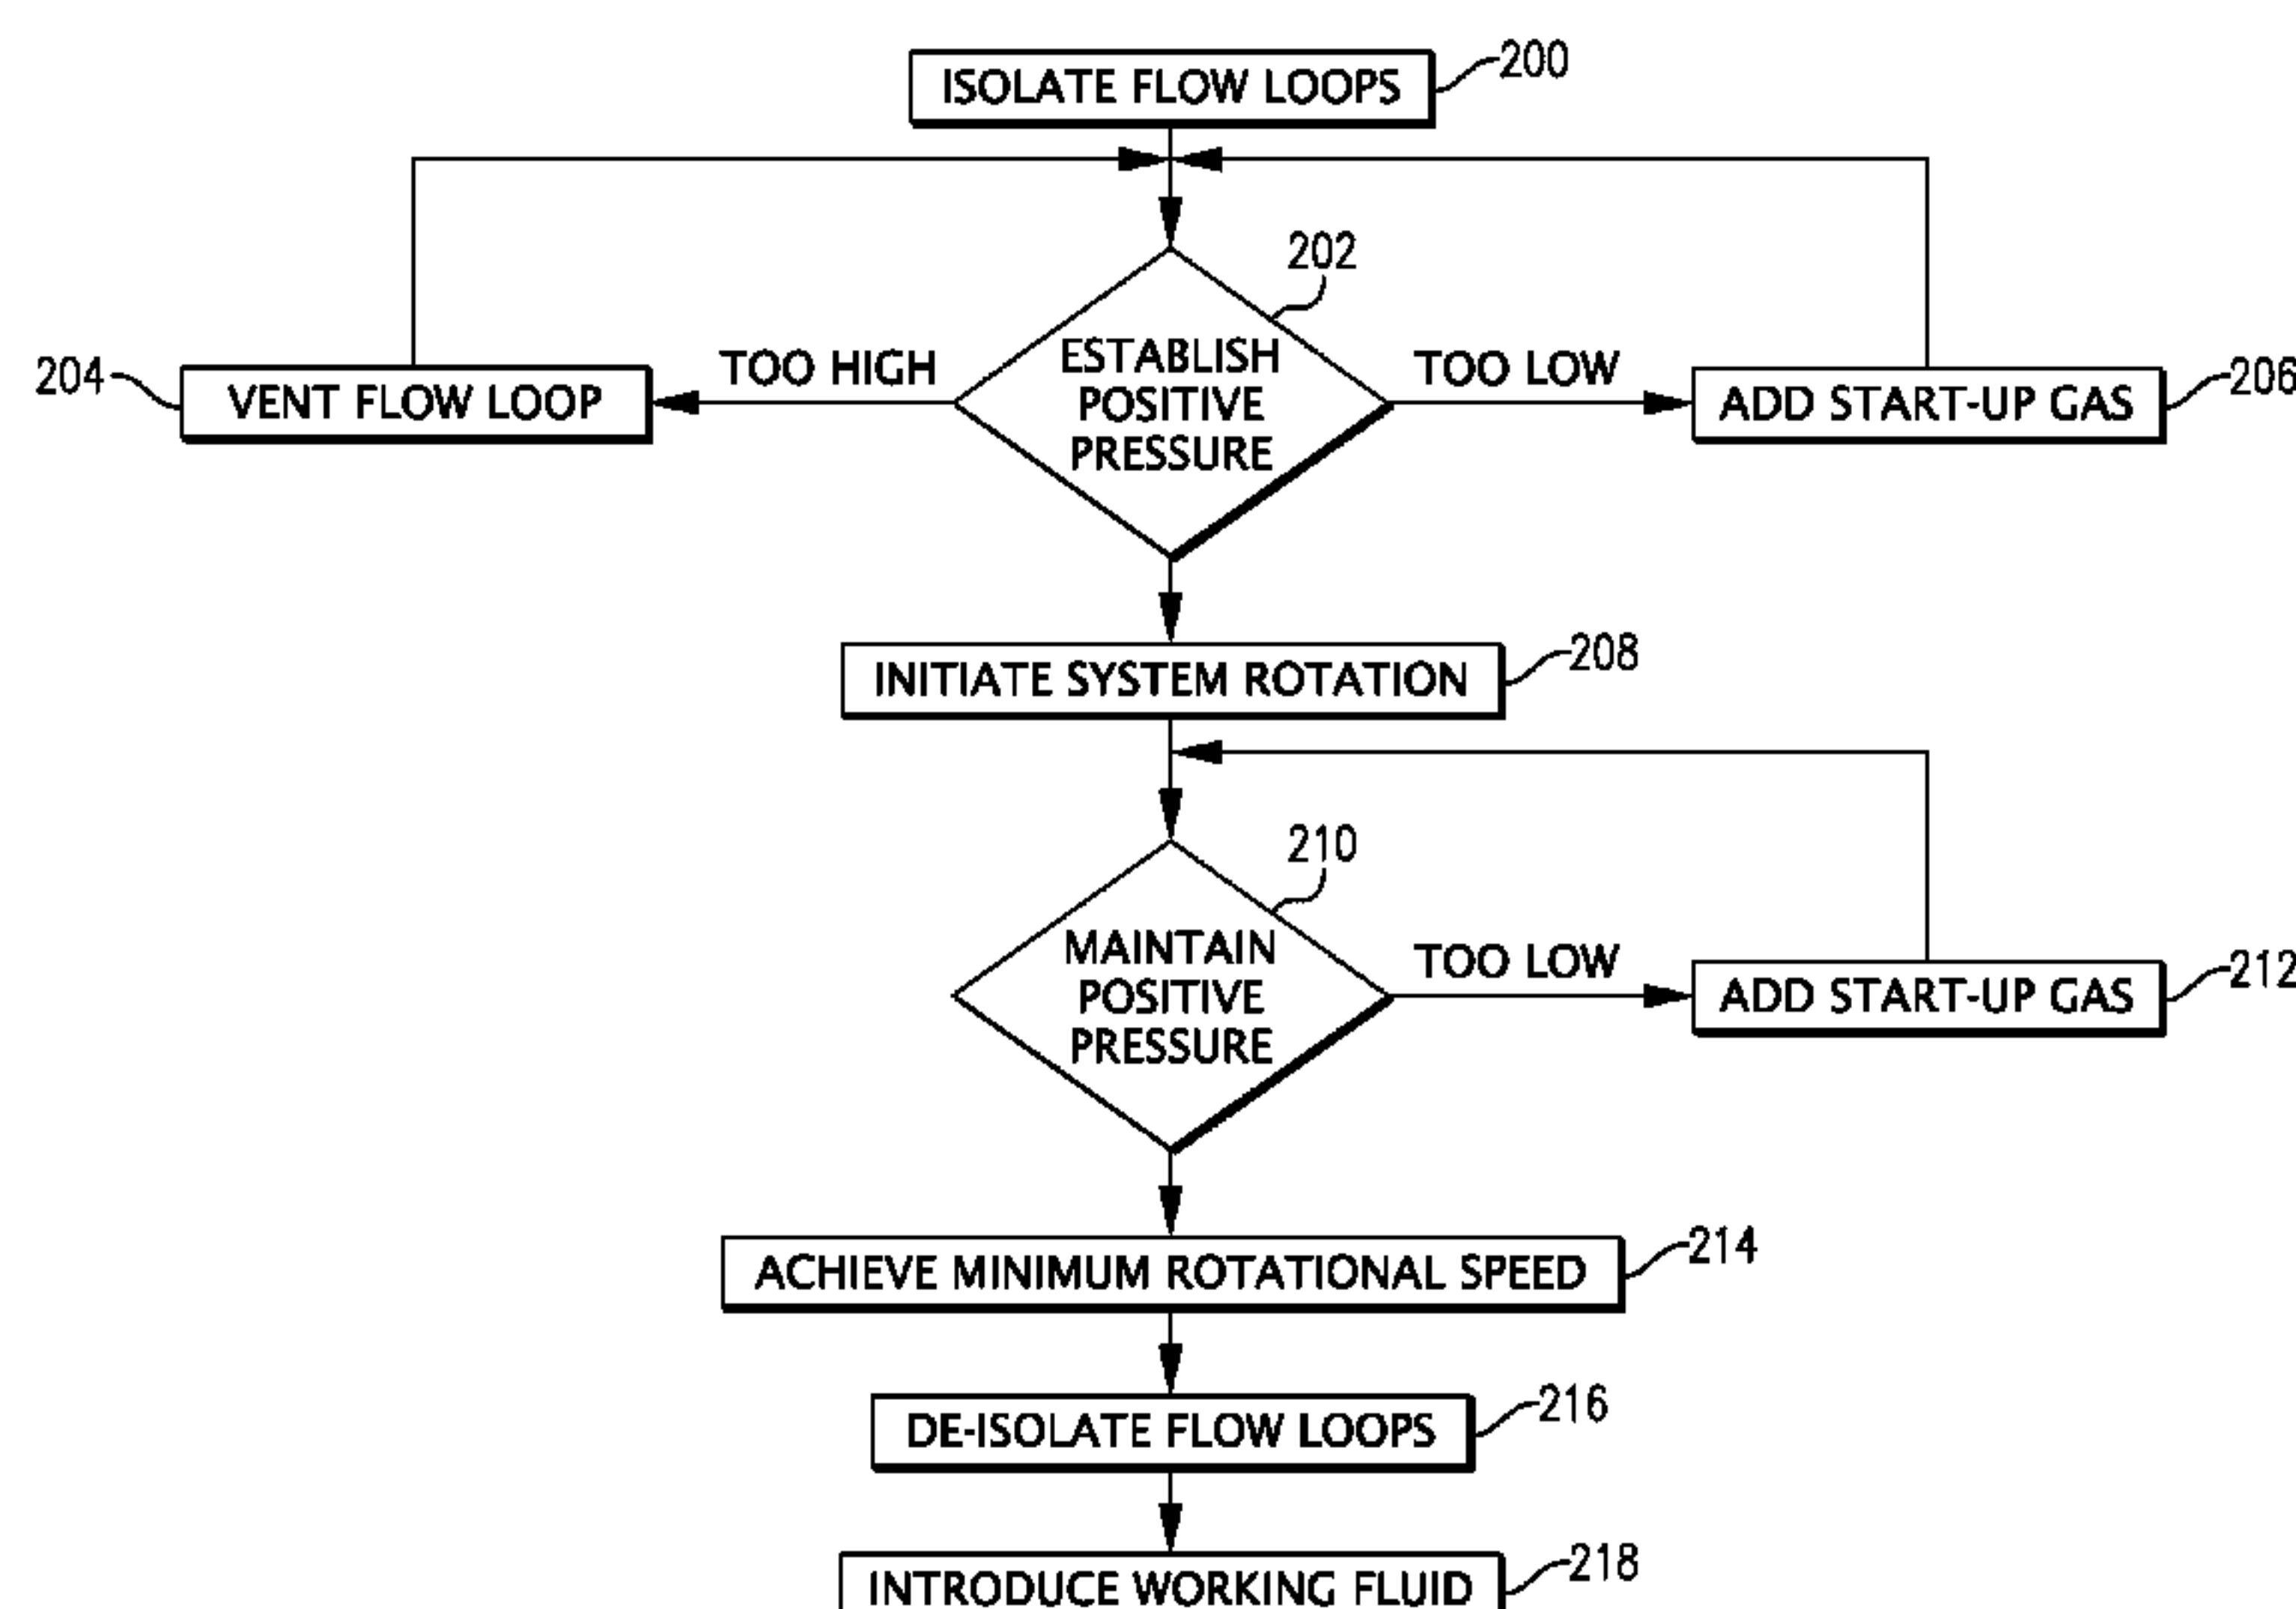 ISOLATE FLOW LOOPS
200
202
ESTABLISH
POSITIVE
PRESSURE
TOO HIGH
TOO LOW
204
VENT FLOW LOOP
ADD START-UP GAS
206
INITIATE SYSTEM ROTATION
208
210
MAINTAIN
POSITIVE
PRESSURE
TOO LOW
ADD START-UP GAS
212
ACHIEVE MINIMUM ROTATIONAL SPEED
214
DE-ISOLATE FLOW LOOPS
216
INTRODUCE WORKING FLUID
218